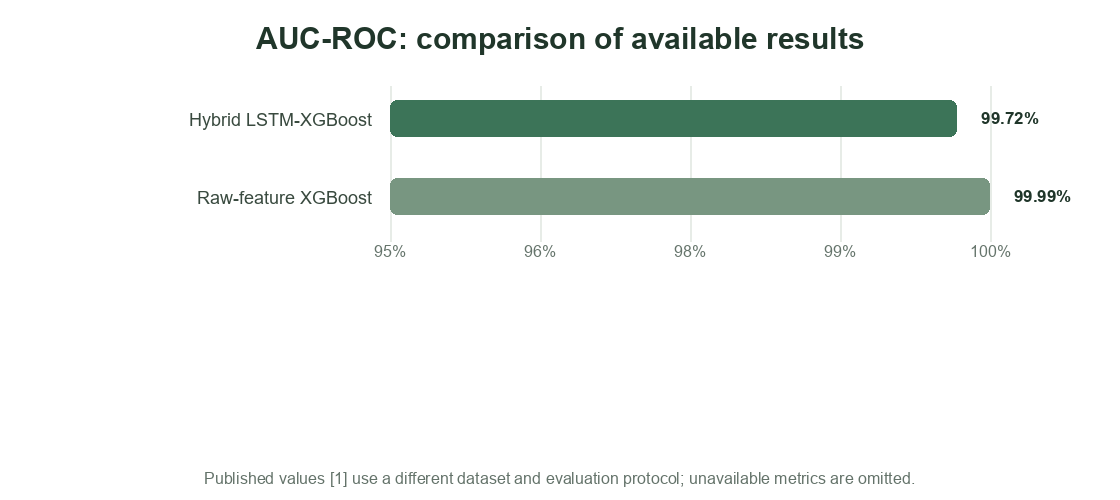 AUC-ROC: comparison of available results
Hybrid LSTM-XGBoost
99.72%
Raw-feature XGBoost
99.99%
95%
96%
98%
99%
100%
Published values [1] use a different dataset and evaluation protocol; unavailable metrics are omitted.